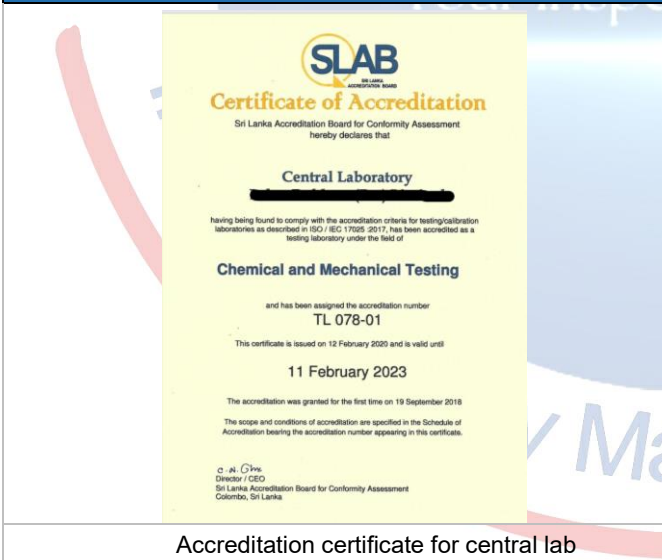 SLAB
SRI LANKA
ACCREDITATION BOARD
Certificate of Accreditation
Sri Lanka Accreditation Board for Conformity Assessment
hereby declares that
Central Laboratory
having being found to comply with the accreditation criteria for testing/calibration
laboratories as described in ISO / IEC 17025 :2017, has been accredited as a
testing laboratory under the field of
Chemical and Mechanical Testing
and has been assigned the accreditation number
TL 078-01
This certificate is issued on 12 February 2020 and is valid until
11 February 2023
The accreditation was granted for the first time on 19 September 2018
The scope and conditions of accreditation are specified in the Schedule of
Accreditation bearing the accreditation number appearing in this certificate.
Director / CEO
Sri Lanka Accreditation Board for Conformity Assessment
Colombo, Sri Lanka
Accreditation certificate for central lab